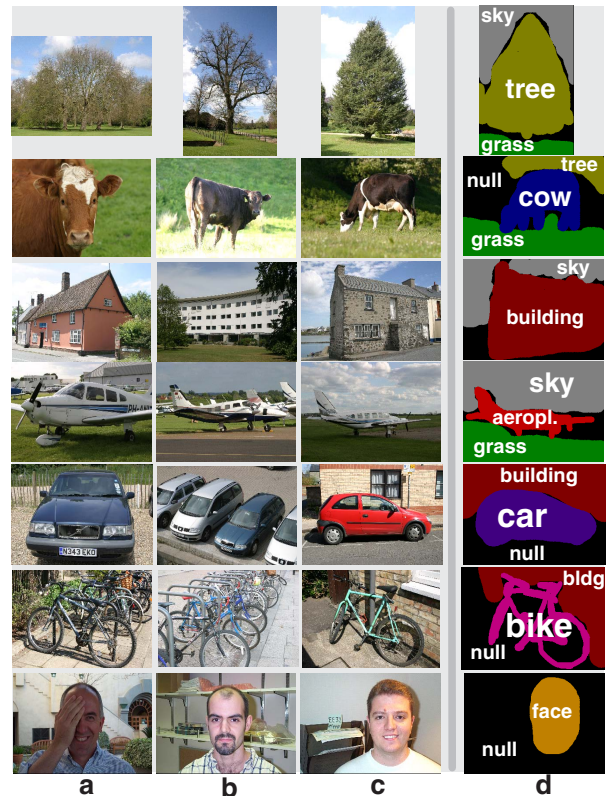 sky
tree
grass
tree
null
cow
grass
sky
building
sky
aeropl.
grass
building
car
null
bldg
bike
null
face
null
N343 EKO
a b c d